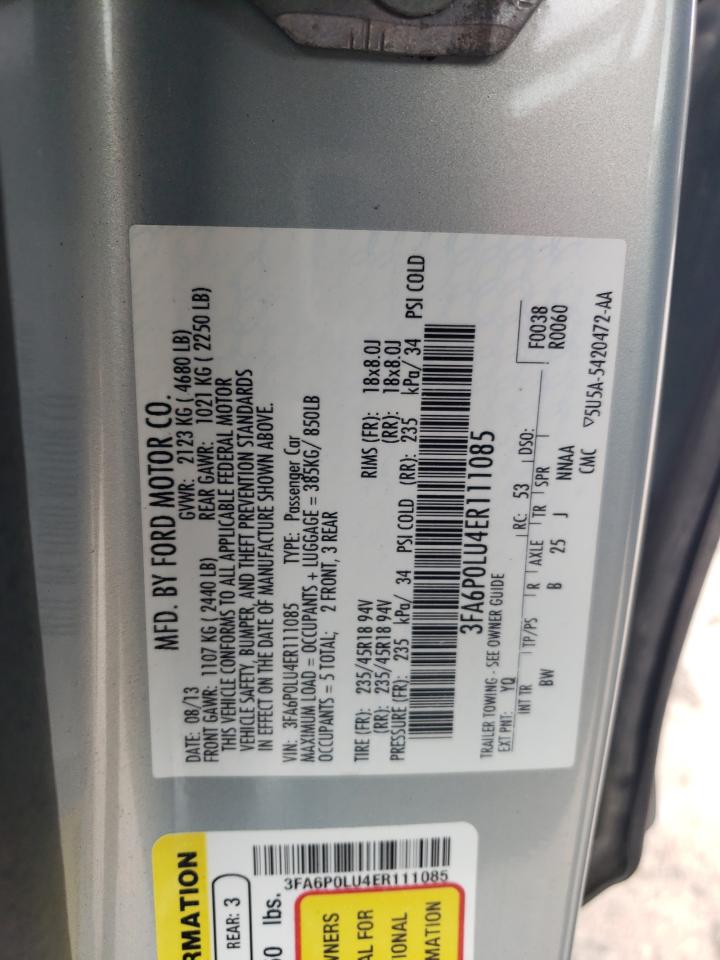 MFD. BY FORD MOTOR CO.
DATE: 08/13 GVWR: 2123 KG ( 4680 LB)
FRONT GAWR: 1107 KG ( 2440 LB) REAR GAWR: 1021 KG ( 2250 LB)
THIS VEHICLE CONFORMS TO ALL APPLICABLE FEDERAL MOTOR
VEHICLE SAFETY, BUMPER, AND THEFT PREVENTION STANDARDS
IN EFFECT ON THE DATE OF MANUFACTURE SHOWN ABOVE.
VIN: 3FA6P0LU4ER111085 TYPE: Passenger Car
MAXIMUM LOAD = OCCUPANTS + LUGGAGE = 385KG/ 850LB
OCCUPANTS = 5 TOTAL; 2 FRONT, 3 REAR
TIRE (FR): 235/45R18 94V RIMS (FR): 18x8.0J
(RR): 235/45R18 94V (RR): 18x8.0J
PRESSURE (FR): 235 kPa/ 34 PSI COLD (RR): 235 kPa/ 34 PSI COLD
3FA6P0LU4ER111085
TRAILER TOWING - SEE OWNER GUIDE
EXT PNT: YQ RC: 53 DSO: F0038
INT TR TP/PS R AXLE TR SPR R0060
BW B 25 J NNAA
CMC ▽5U5A-5420472-AA
RMATION
REAR: 3
lbs.
3FA6P0LU4ER111085
WNERS
AL FOR
TIONAL
MATION